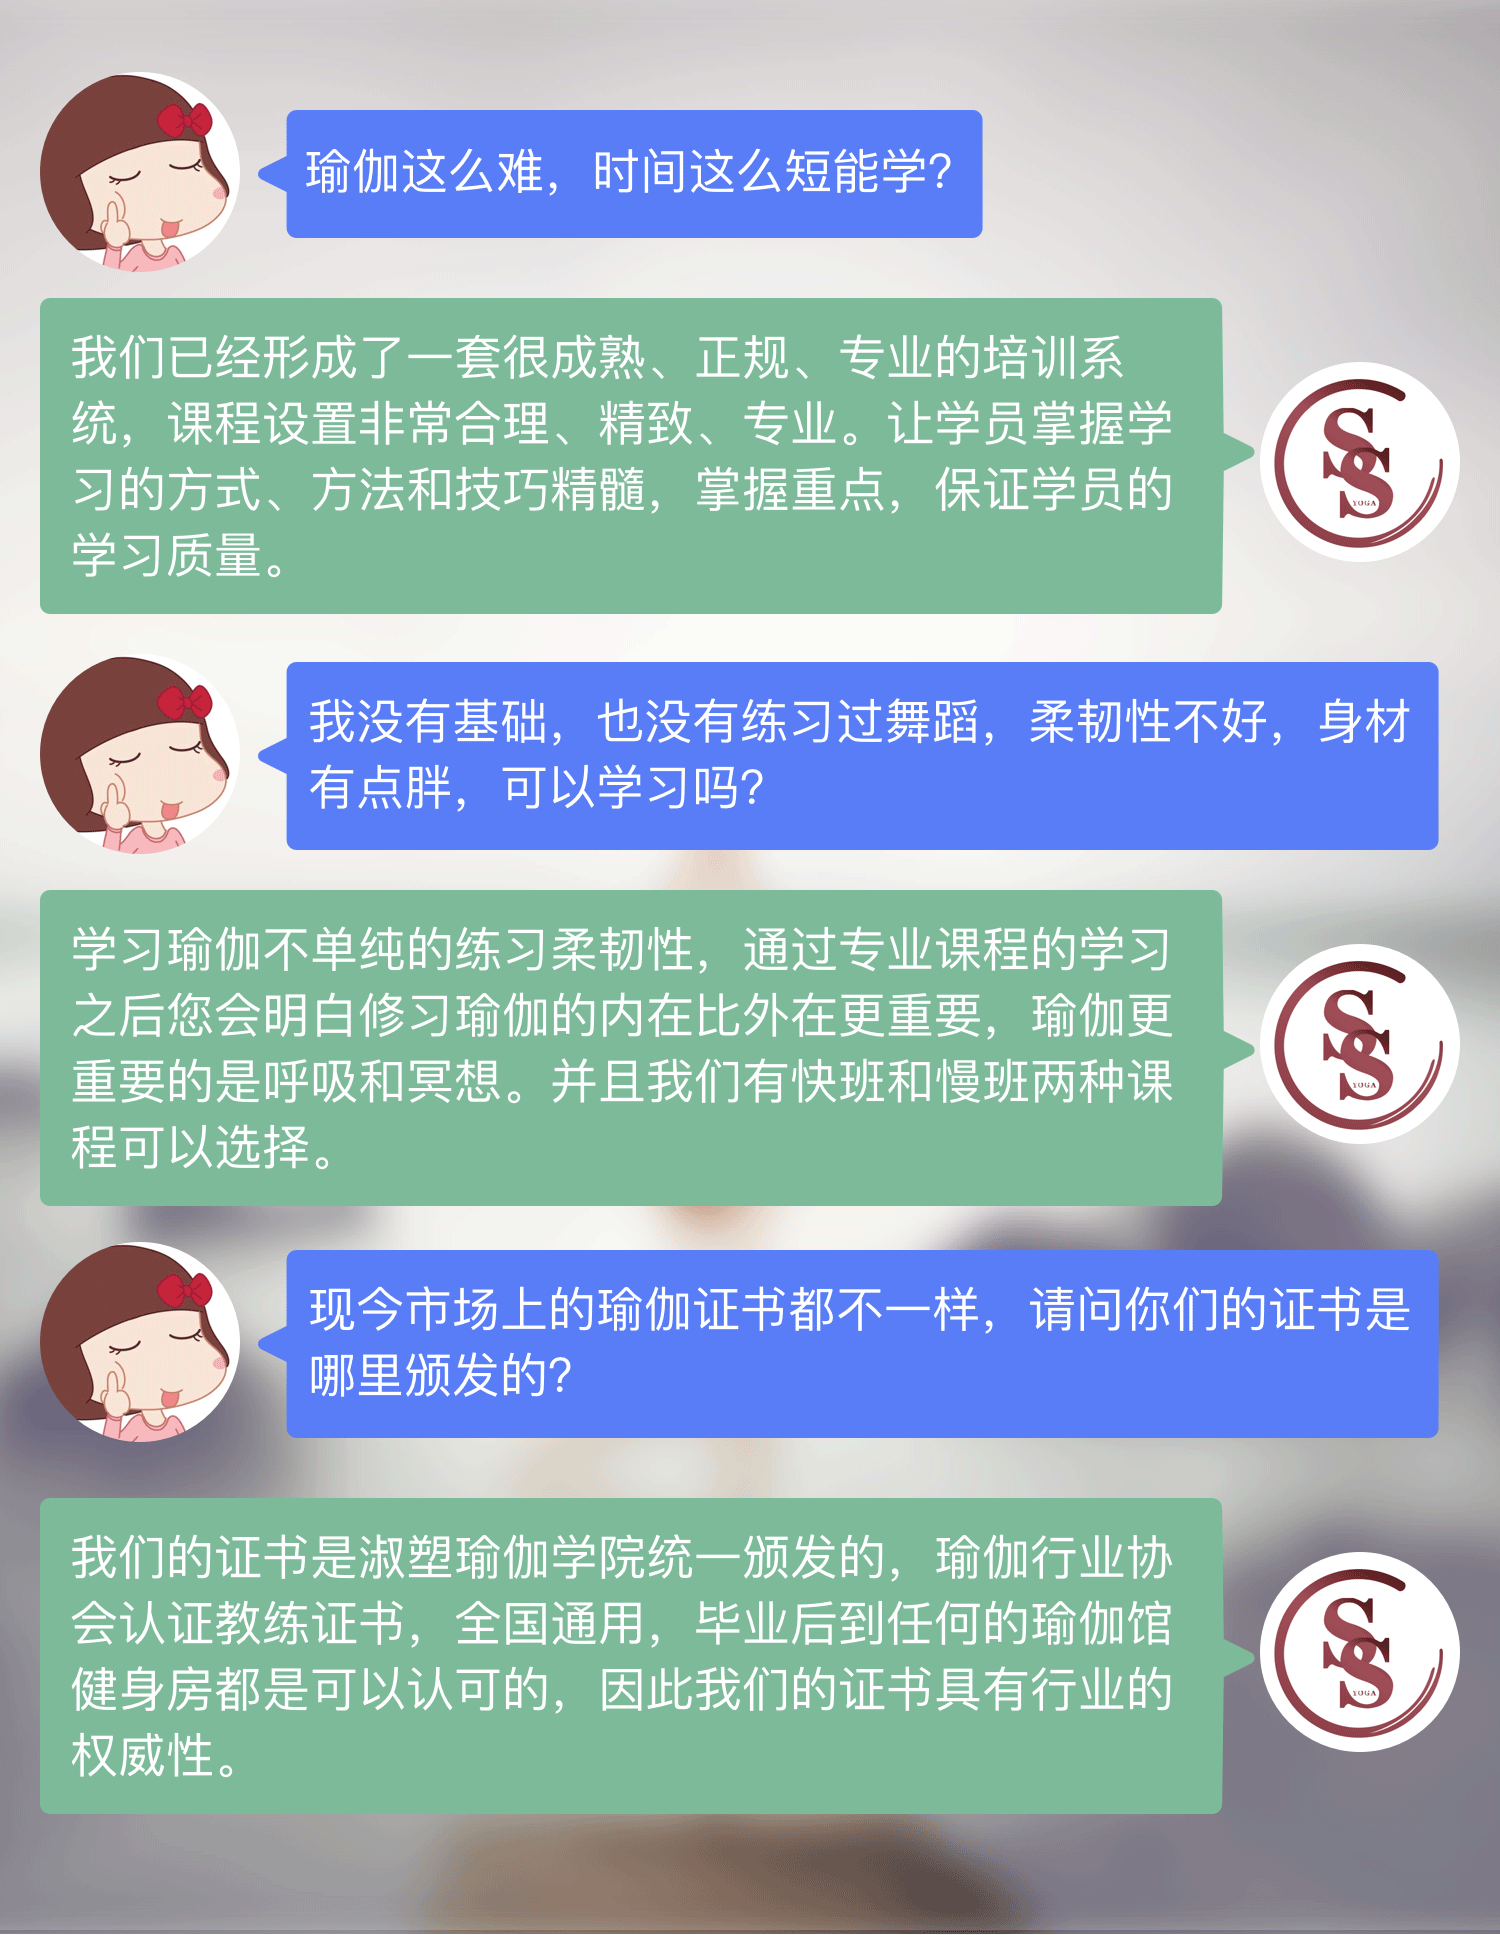 瑜伽这么难，时间这么短能学?
我们已经形成了一套很成熟、正规、专业的培训系
统，课程设置非常合理、精致、专业。让学员掌握学
习的方式、方法和技巧精髓，掌握重点，保证学员的
学习质量。
SS
YOGA
我没有基础，也没有练习过舞蹈，柔韧性不好，身材
有点胖，可以学习吗?
学习瑜伽不单纯的练习柔韧性，通过专业课程的学习
之后您会明白修习瑜伽的内在比外在更重要，瑜伽更
重要的是呼吸和冥想。并且我们有快班和慢班两种课
程可以选择。
SS
YOGA
现今市场上的瑜伽证书都不一样，请问你们的证书是
哪里颁发的?
我们的证书是淑塑瑜伽学院统一颁发的，瑜伽行业协
会认证教练证书，全国通用，毕业后到任何的瑜伽馆
健身房都是可以认可的，因此我们的证书具有行业的
权威性。
SS
YOGA